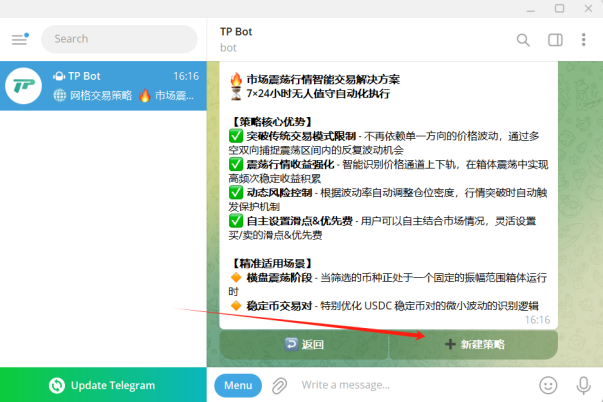 Search
TP Bot
bot
TP Bot
16:16
网格交易策略 🔥 市场震...
🔥 市场震荡行情智能交易解决方案
⏳ 7×24小时无人值守自动化执行
【策略核心优势】
✅ 突破传统交易模式限制 - 不再依赖单一方向的价格波动，通过多
空双向捕捉震荡区间内的反复波动机会
✅ 震荡行情收益强化 - 智能识别价格通道上下轨，在箱体震荡中实现
高频次稳定收益积累
✅ 动态风险控制 - 根据波动率自动调整仓位密度，行情突破时自动触
发保护机制
✅ 自主设置滑点&优先费 - 用户可以自主结合市场情况，灵活设置
买/卖的滑点&优先费
【精准适用场景】
🔸 横盘震荡阶段 - 当筛选的币种正处于一个固定的振幅范围箱体运行
时
🔸 稳定币交易对 - 特别优化 USDC 稳定币对的微小波动的识别逻辑
16:16
返回
➕ 新建策略
Update Telegram
Menu
Write a message...